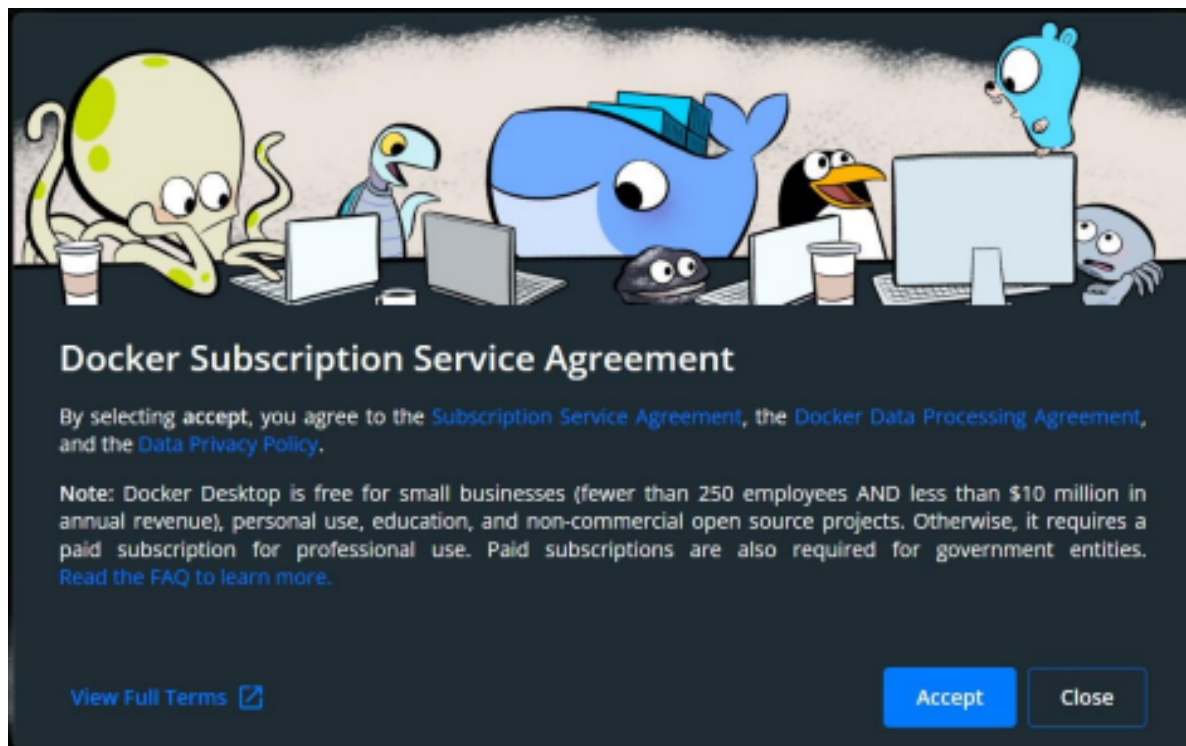 Docker Subscription Service Agreement
By selecting accept, you agree to the Subscription Service Agreement, the Docker Data Processing Agreement,
and the Data Privacy Policy.
Note: Docker Desktop is free for small businesses (fewer than 250 employees AND less than $10 million in
annual revenue), personal use, education, and non-commercial open source projects. Otherwise, it requires a
paid subscription for professional use. Paid subscriptions are also required for government entities.
Read the FAQ to learn more.
View Full Terms
Accept
Close